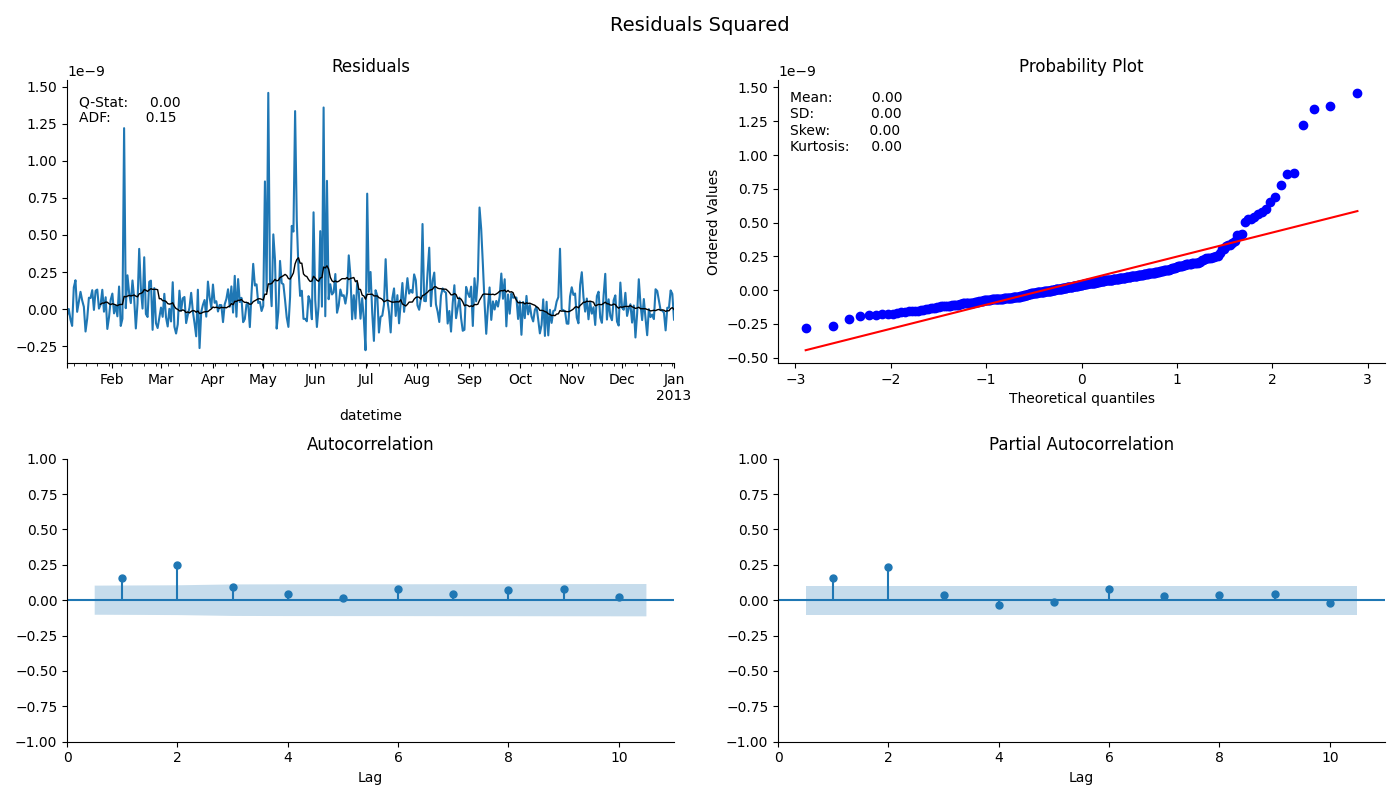 Residuals Squared
Residuals
1e−9
1.50
1.25
1.00
0.75
0.50
0.25
0.00
−0.25
Q-Stat: 0.00
ADF: 0.15
Feb Mar Apr May Jun Jul Aug Sep Oct Nov Dec Jan
2013
datetime
Probability Plot
1e−9
1.50
1.25
1.00
0.75
0.50
0.25
0.00
−0.25
−0.50
Mean: 0.00
SD: 0.00
Skew: 0.00
Kurtosis: 0.00
Ordered Values
−3 −2 −1 0 1 2 3
Theoretical quantiles
Autocorrelation
1.00
0.75
0.50
0.25
0.00
−0.25
−0.50
−0.75
−1.00
0 2 4 6 8 10
Lag
Partial Autocorrelation
1.00
0.75
0.50
0.25
0.00
−0.25
−0.50
−0.75
−1.00
0 2 4 6 8 10
Lag